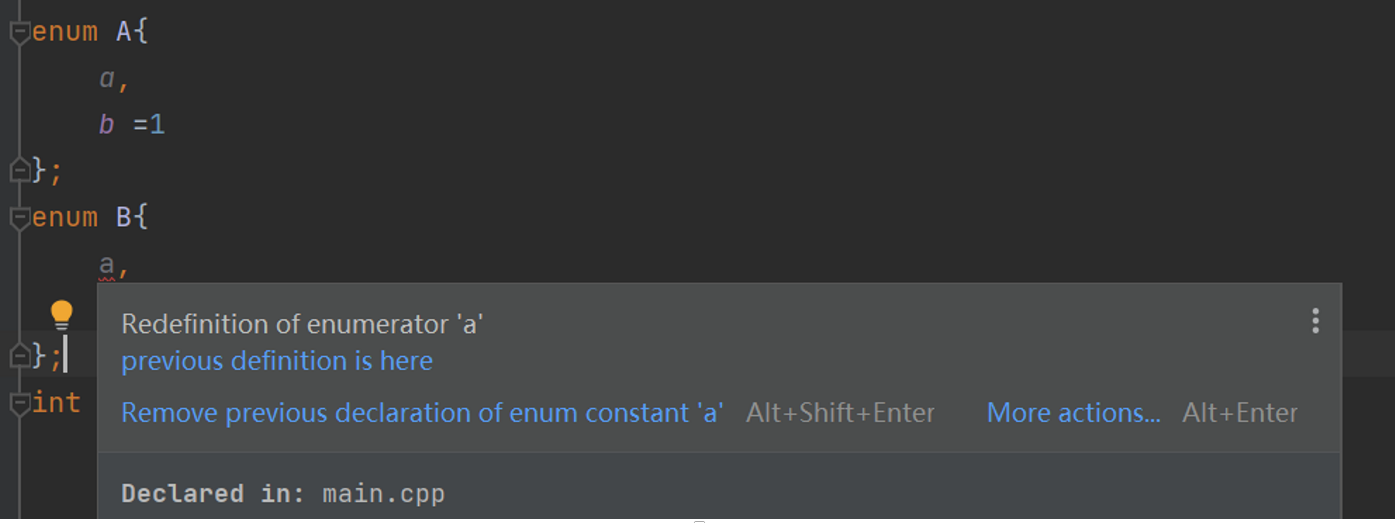 enum A{
a,
b =1
};
enum B{
a,
Redefinition of enumerator 'a'
previous definition is here
};
int
Remove previous declaration of enum constant 'a' Alt+Shift+Enter More actions... Alt+Enter
Declared in: main.cpp